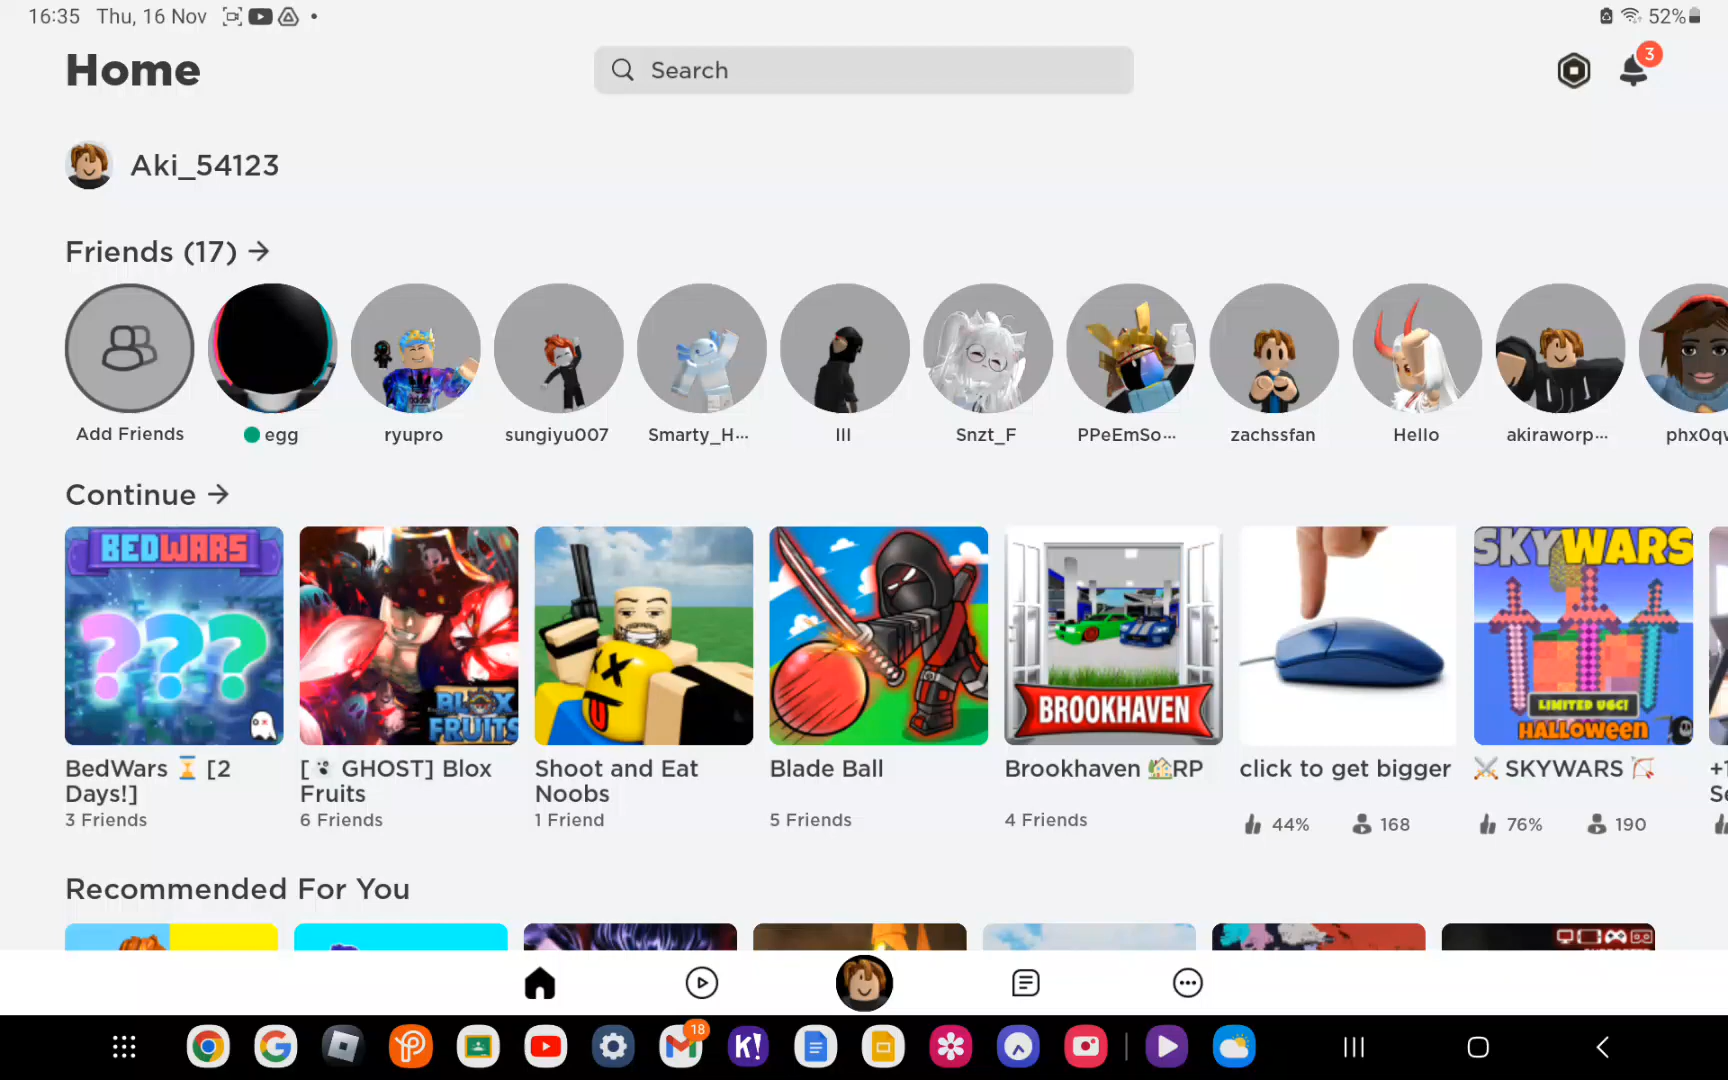 16:35 Thu, 16 Nov
52%
Home
Search
3
Aki_54123
Friends (17) →
Add Friends
egg
ryupro
sungiyu007
Smarty_H...
III
Snzt_F
PPeEmSo...
zachssfan
Hello
akiraworp...
phx0q
Continue →
BEDWARS
???
BLOX
FRUITS
BROOKHAVEN
SKYWARS
LIMITED UGC!
HALLOWEEN
BedWars ⌛ [2
Days!]
3 Friends
[👻 GHOST] Blox
Fruits
6 Friends
Shoot and Eat
Noobs
1 Friend
Blade Ball
5 Friends
Brookhaven 🏡RP
4 Friends
click to get bigger
44% 168
⚔️ SKYWARS 🏹
76% 190
+1
Se
Recommended For You
18
K!